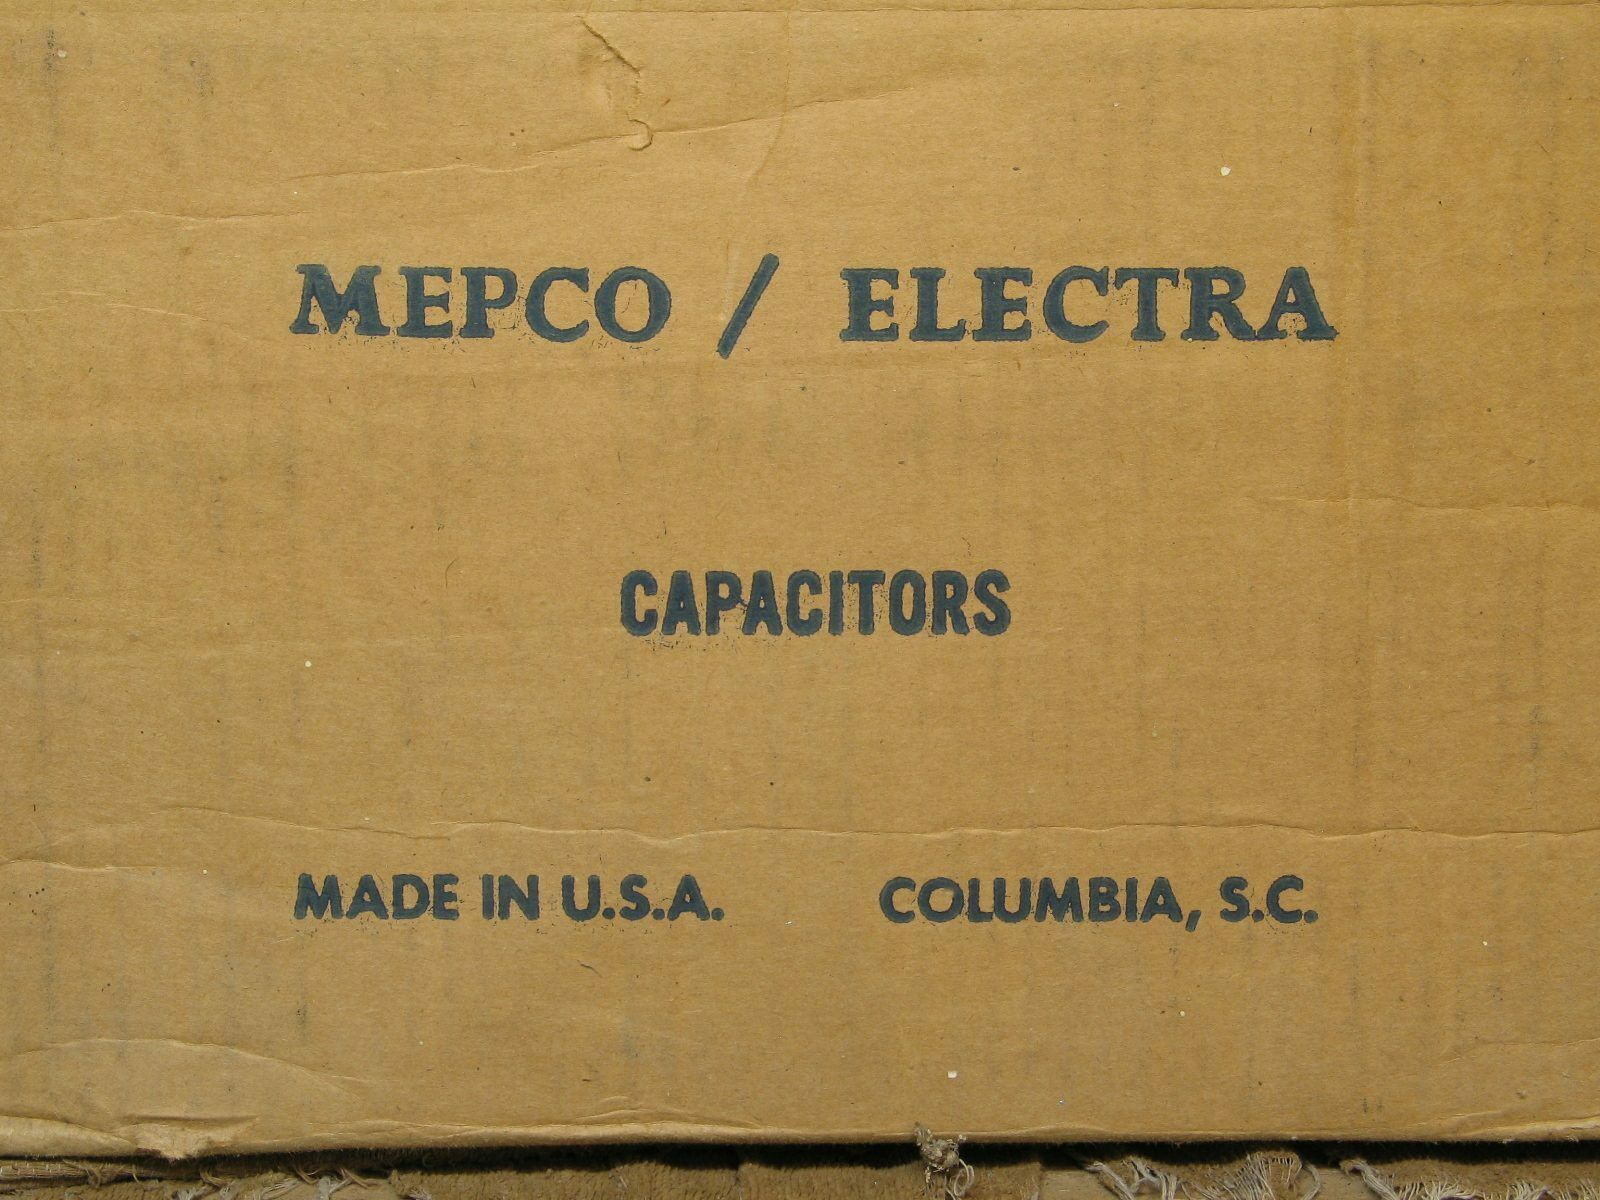 MEPCO / ELECTRA
CAPACITORS
MADE IN U.S.A. COLUMBIA, S.C.